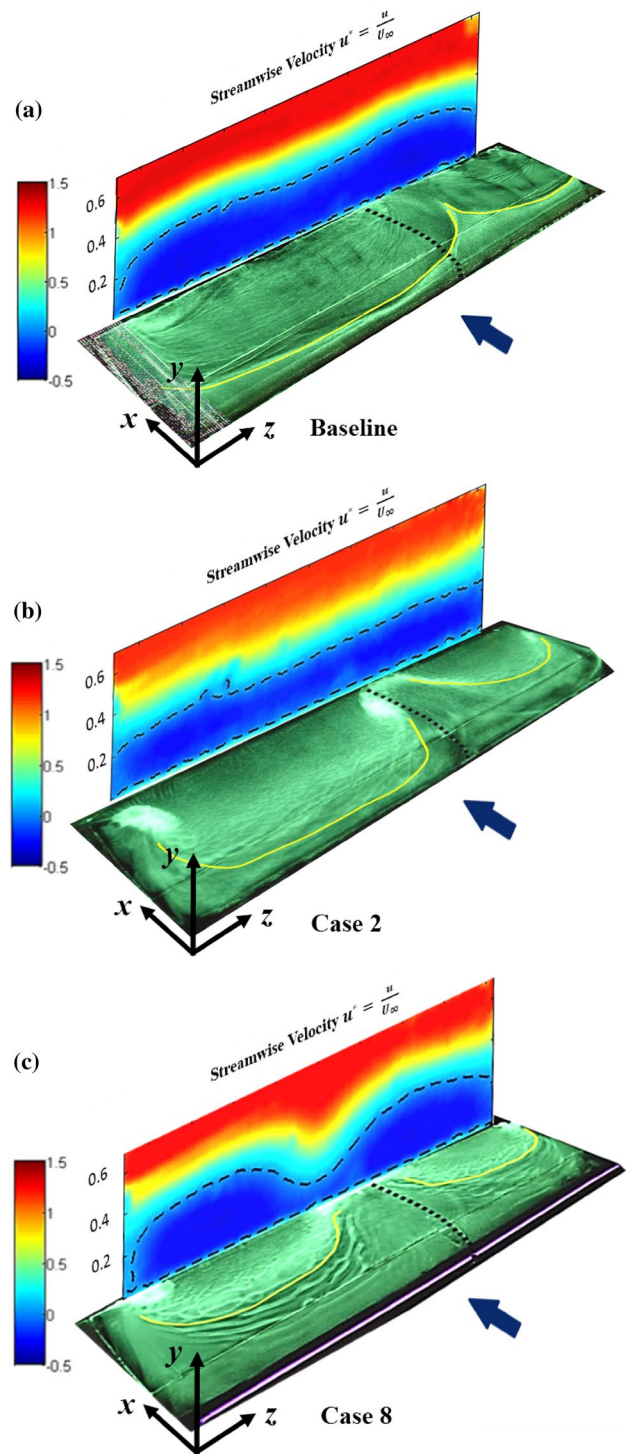 (a)
Streamwise Velocity u* = u/U∞
1.5
1
0.5
0
-0.5
0.6
0.4
0.2
y
x
z
Baseline
(b)
Streamwise Velocity u* = u/U∞
1.5
1
0.5
0
-0.5
0.6
0.4
0.2
y
x
z
Case 2
(c)
Streamwise Velocity u* = u/U∞
1.5
1
0.5
0
-0.5
0.6
0.4
0.2
y
x
z
Case 8